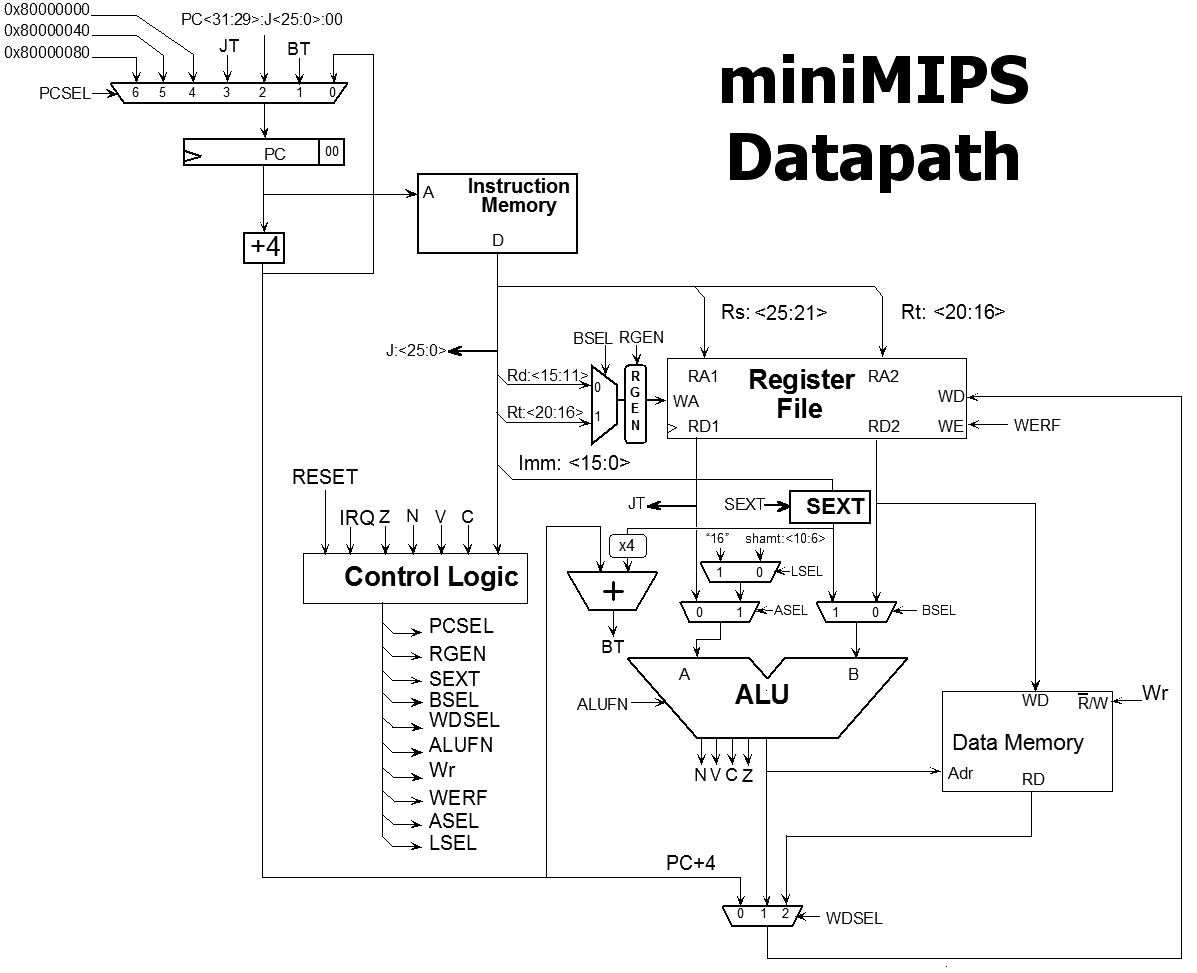 0x80000000
0x80000040
0x80000080
PC<31:29>:J<25:0>:00
JT
BT
miniMIPS
Datapath
PCSEL
6 5 4 3 2 1 0
PC
00
+4
A
Instruction
Memory
D
Rs: <25:21>
Rt: <20:16>
J:<25:0>
BSEL
RGEN
Rd:<15:11>
0
Rt:<20:16>
1
RGEN
RA1
Register
File
RA2
WA
WD
RD1
RD2
WE
WERF
Imm: <15:0>
RESET
JT
SEXT
SEXT
IRQ Z N V C
x4
“16”
shamt:<10:6>
Control Logic
1 0
LSEL
+
0 1
ASEL
1 0
BSEL
BT
PCSEL
RGEN
SEXT
BSEL
WDSEL
ALUFN
Wr
WERF
ASEL
LSEL
A
B
ALU
ALUFN
N V C Z
WD
R/W
Wr
Data Memory
Adr
RD
PC+4
0 1 2
WDSEL